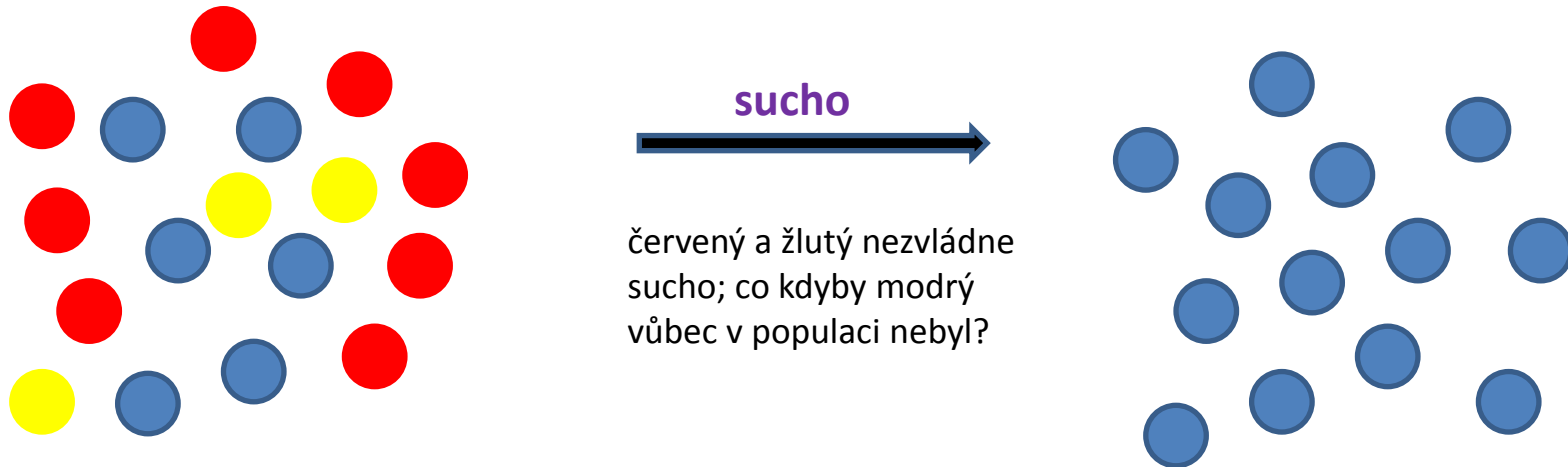 sucho
červený a žlutý nezvládne
sucho; co kdyby modrý
vůbec v populaci nebyl?